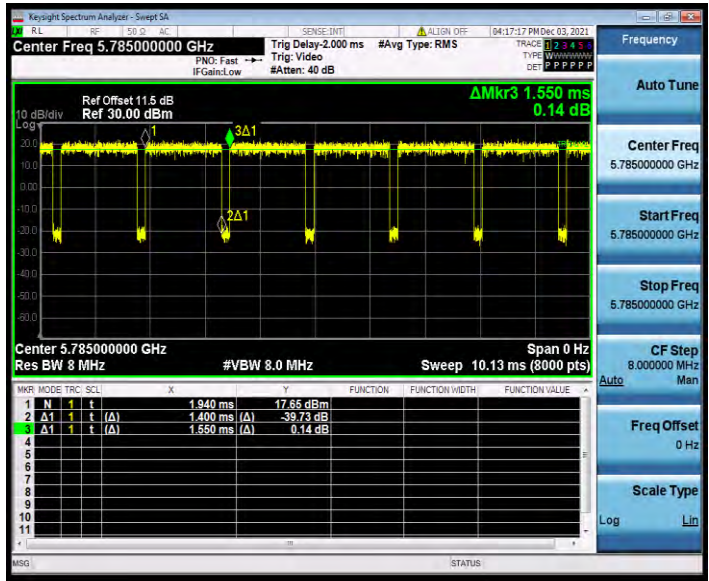 Keysight Spectrum Analyzer - Swept SA
RL RF 50 Ω AC SENSE:INT ALIGN OFF 04:17:17 PM Dec 03, 2021
Center Freq 5.785000000 GHz
PNO: Fast
IFGain:Low
Trig Delay-2.000 ms
Trig: Video
#Atten: 40 dB
#Avg Type: RMS
TRACE 1 2 3 4 5 6
TYPE
DET P P P P P P
Ref Offset 11.5 dB
10 dB/div Ref 30.00 dBm
Log
ΔMkr3 1.550 ms
0.14 dB
1
3Δ1
2Δ1
20.0
10.0
0.00
-10.0
-20.0
-30.0
-40.0
-50.0
-60.0
Center 5.785000000 GHz Span 0 Hz
Res BW 8 MHz #VBW 8.0 MHz Sweep 10.13 ms (8000 pts)
MKR MODE TRC SCL X Y FUNCTION FUNCTION WIDTH FUNCTION VALUE
1 N 1 t 1.940 ms 17.65 dBm
2 Δ1 1 t (Δ) 1.400 ms (Δ) -39.73 dB
3 Δ1 1 t (Δ) 1.550 ms (Δ) 0.14 dB
4
5
6
7
8
9
10
11
MSG STATUS
Frequency
Auto Tune
Center Freq
5.785000000 GHz
Start Freq
5.785000000 GHz
Stop Freq
5.785000000 GHz
CF Step
8.000000 MHz
Auto Man
Freq Offset
0 Hz
Scale Type
Log Lin